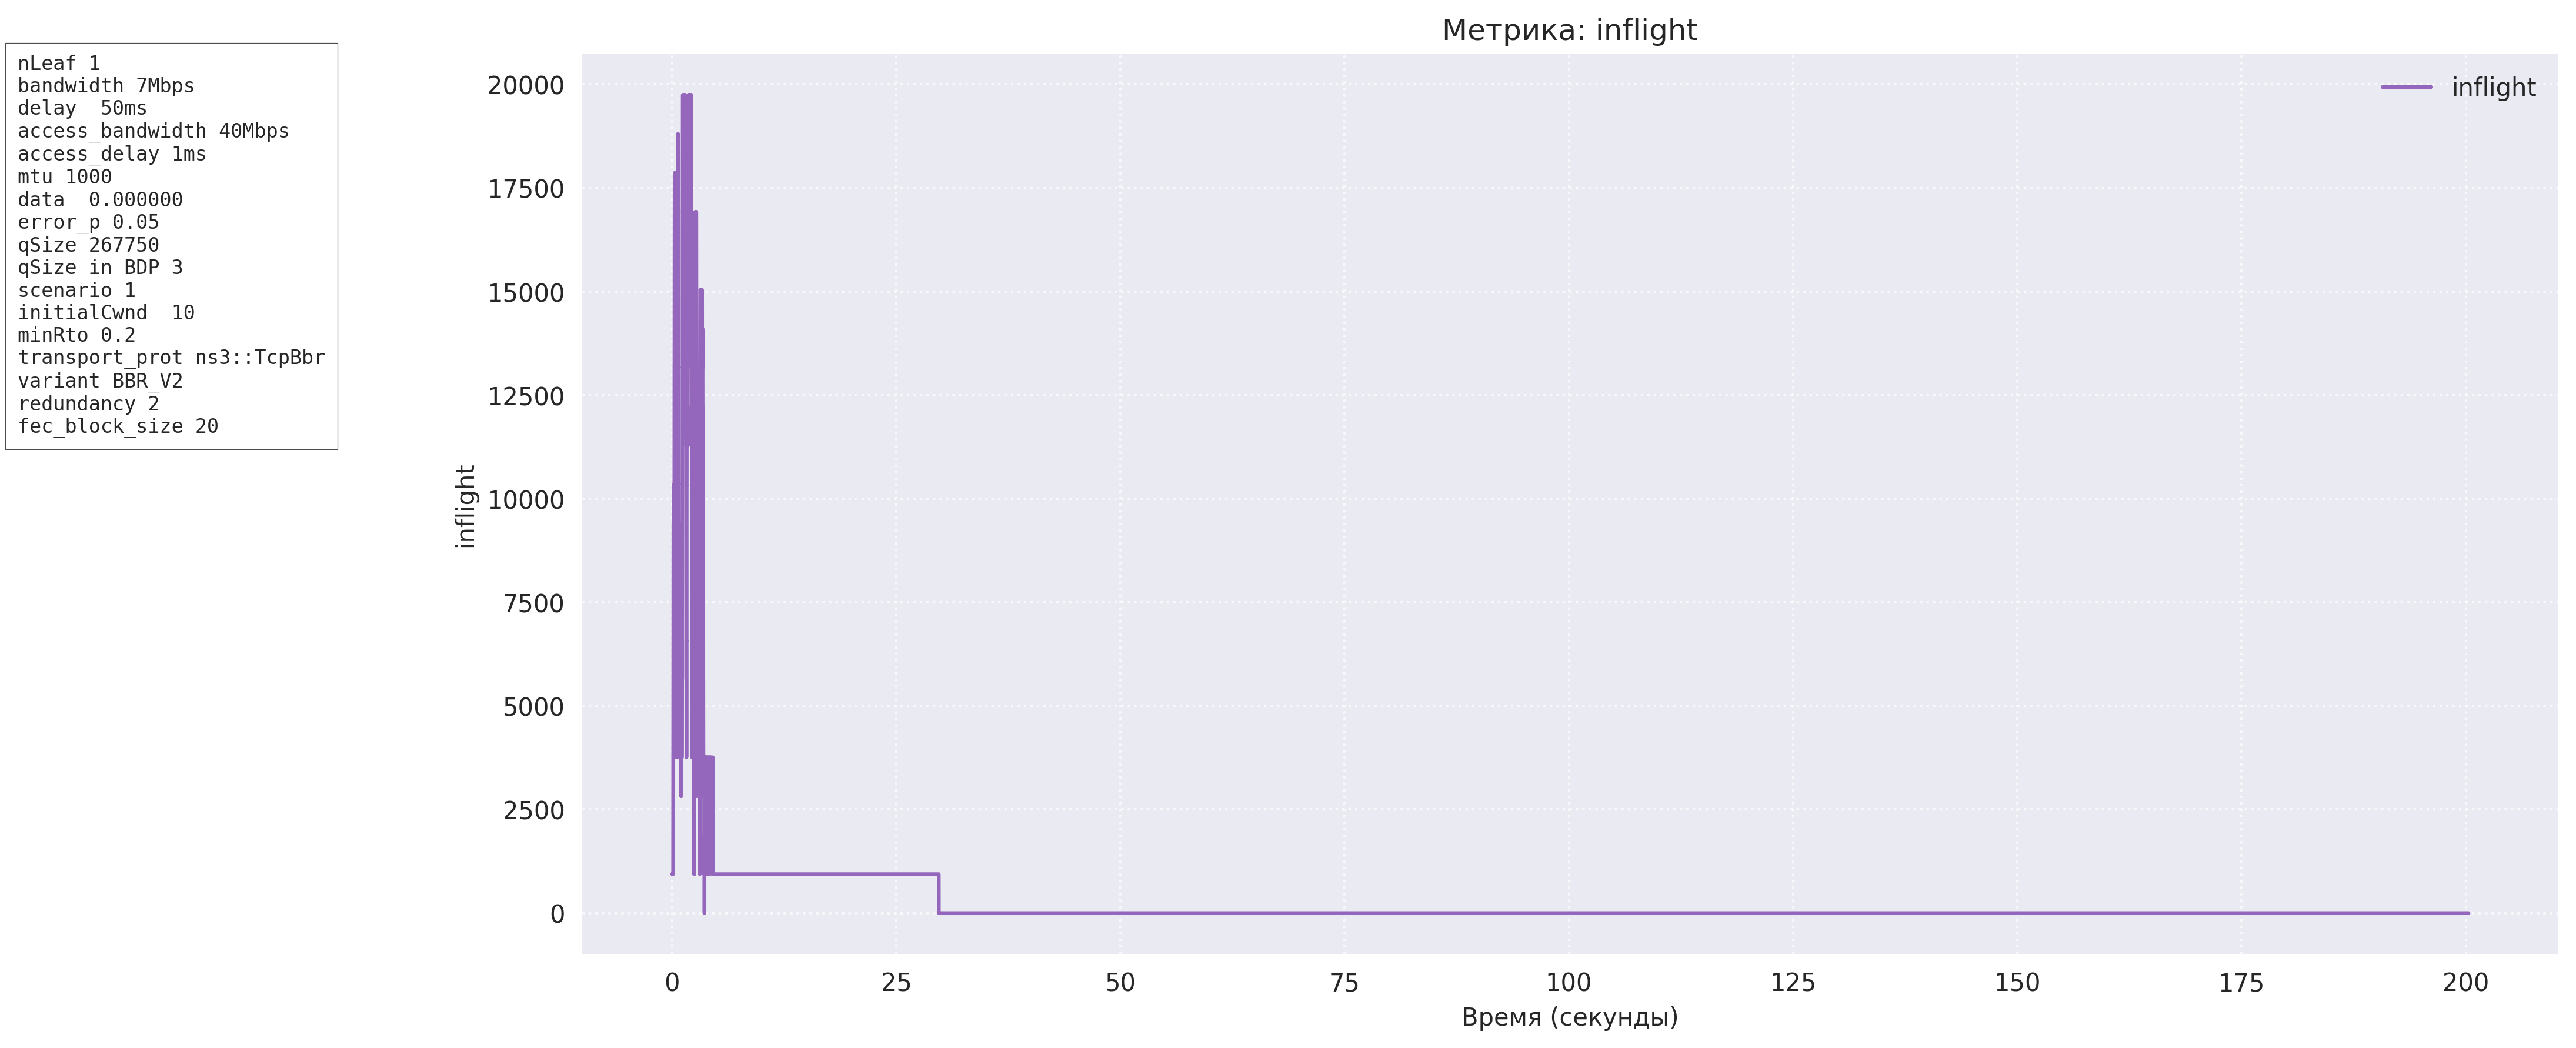 Метрика: inflight
nLeaf 1
bandwidth 7Mbps
delay  50ms
access_bandwidth 40Mbps
access_delay 1ms
mtu 1000
data  0.000000
error_p 0.05
qSize 267750
qSize in BDP 3
scenario 1
initialCwnd  10
minRto 0.2
transport_prot ns3::TcpBbr
variant BBR_V2
redundancy 2
fec_block_size 20
inflight
20000
17500
15000
12500
10000
7500
5000
2500
0
inflight
0 25 50 75 100 125 150 175 200
Время (секунды)